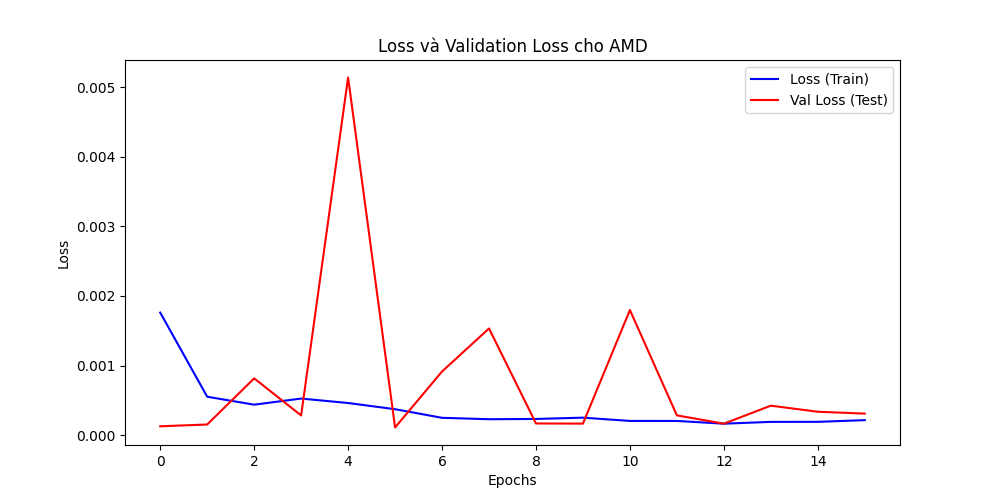 Loss và Validation Loss cho AMD
Loss (Train)
Val Loss (Test)
Loss
0.005
0.004
0.003
0.002
0.001
0.000
0 2 4 6 8 10 12 14
Epochs